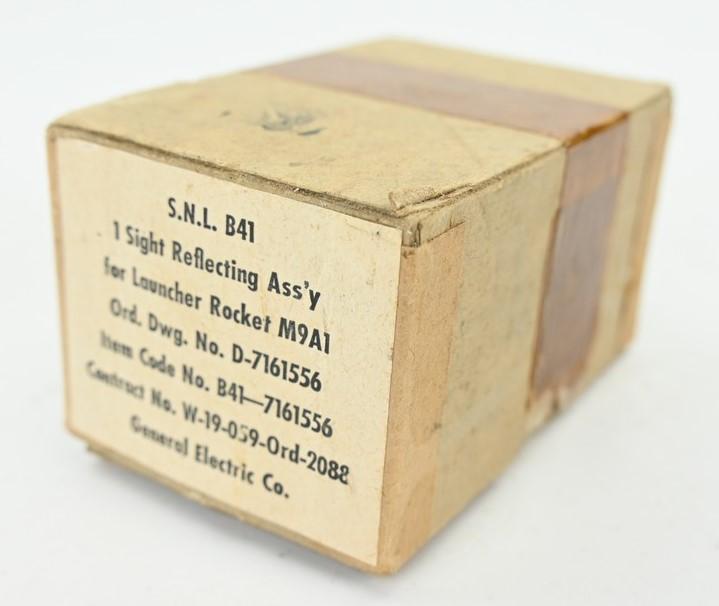 S.N.L. B41
1 Sight Reflecting Ass'y
for Launcher Rocket M9A1
Ord. Dwg. No. D-7161556
Item Code No. B41—7161556
Contract No. W-19-059-Ord-2088
General Electric Co.